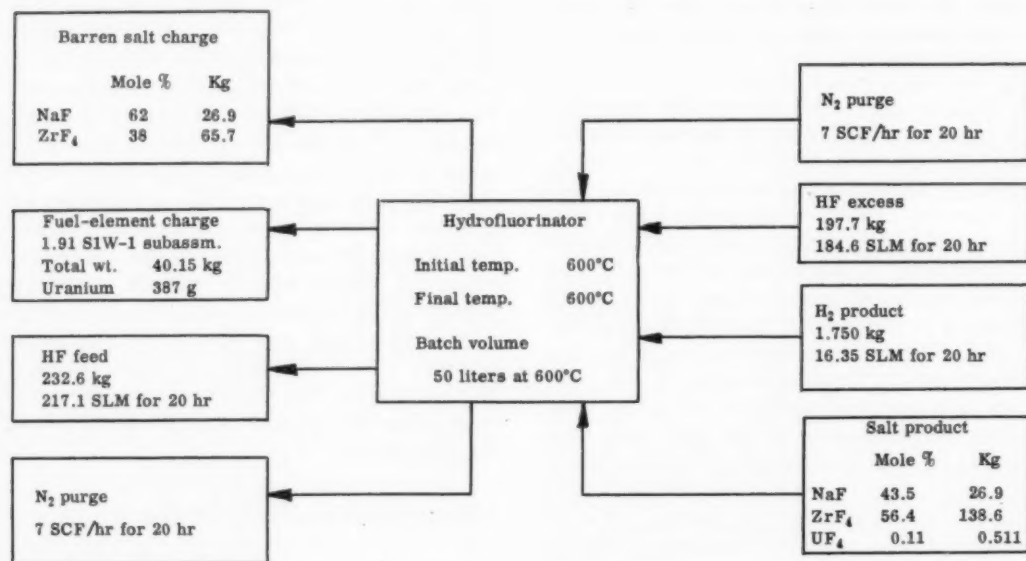 Barren salt charge
Mole % Kg
NaF 62 26.9
ZrF₄ 38 65.7
Fuel-element charge
1.91 S1W-1 subassm.
Total wt. 40.15 kg
Uranium 387 g
HF feed
232.6 kg
217.1 SLM for 20 hr
N₂ purge
7 SCF/hr for 20 hr
Hydrofluorinator
Initial temp. 600°C
Final temp. 600°C
Batch volume
50 liters at 600°C
N₂ purge
7 SCF/hr for 20 hr
HF excess
197.7 kg
184.6 SLM for 20 hr
H₂ product
1.750 kg
16.35 SLM for 20 hr
Salt product
Mole % Kg
NaF 43.5 26.9
ZrF₄ 56.4 138.6
UF₄ 0.11 0.511